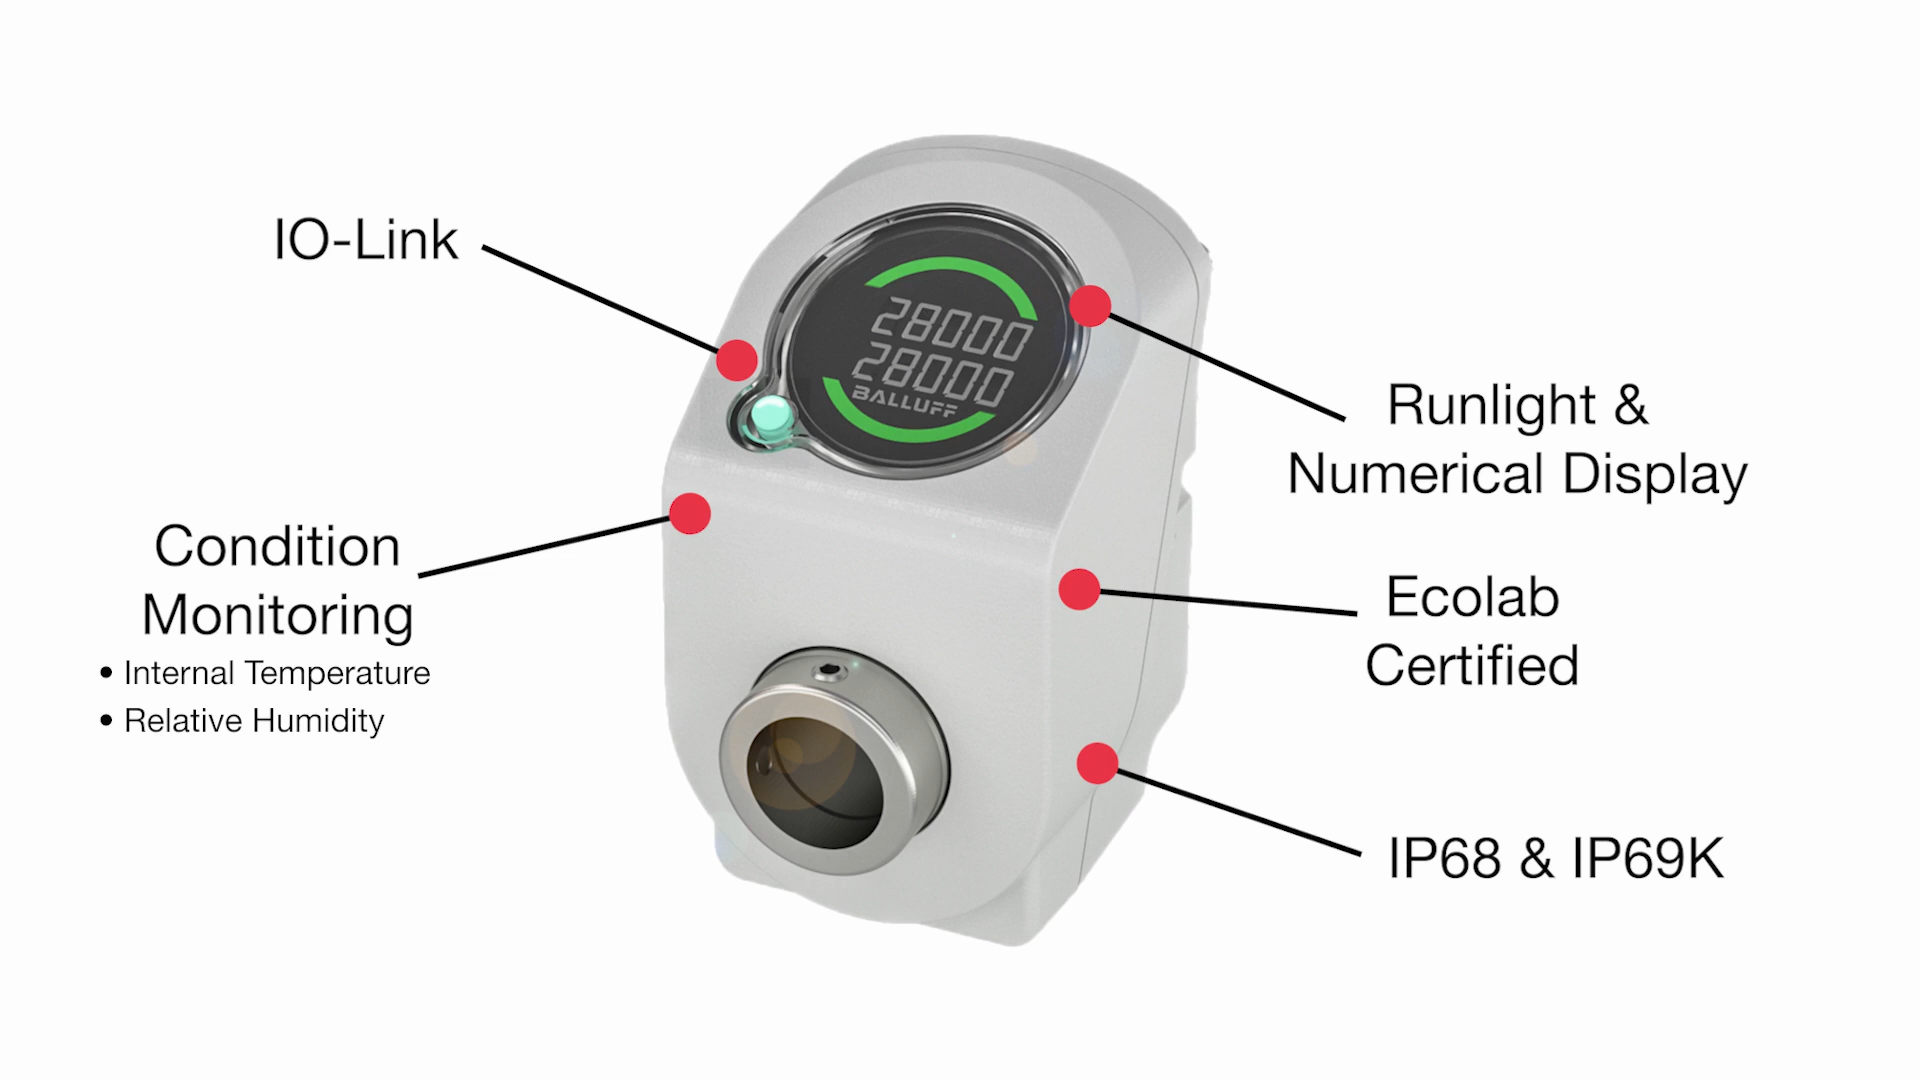 IO-Link
Condition
Monitoring
• Internal Temperature
• Relative Humidity
28000
28000
BALLUFF
Runlight &
Numerical Display
Ecolab
Certified
IP68 & IP69K